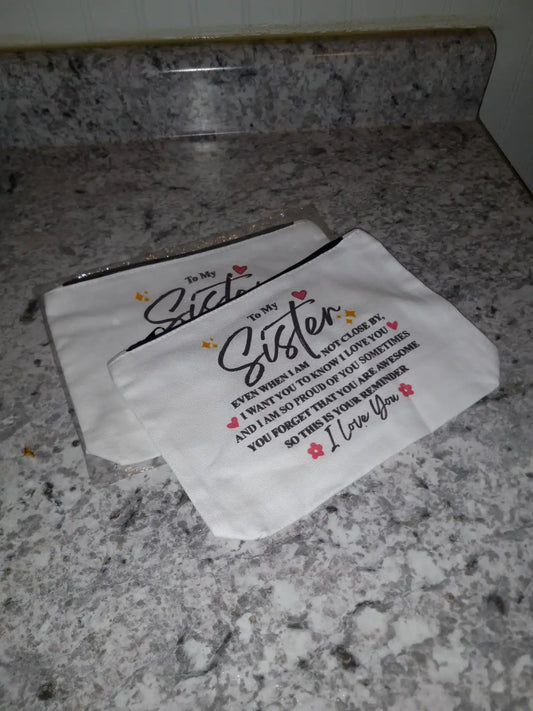 To My
Sister
To My
Sister
EVEN WHEN I AM NOT CLOSE BY,
I WANT YOU TO KNOW I LOVE YOU
AND I AM SO PROUD OF YOU SOMETIMES
YOU FORGET THAT YOU ARE AWESOME
SO THIS IS YOUR REMINDER
I Love You